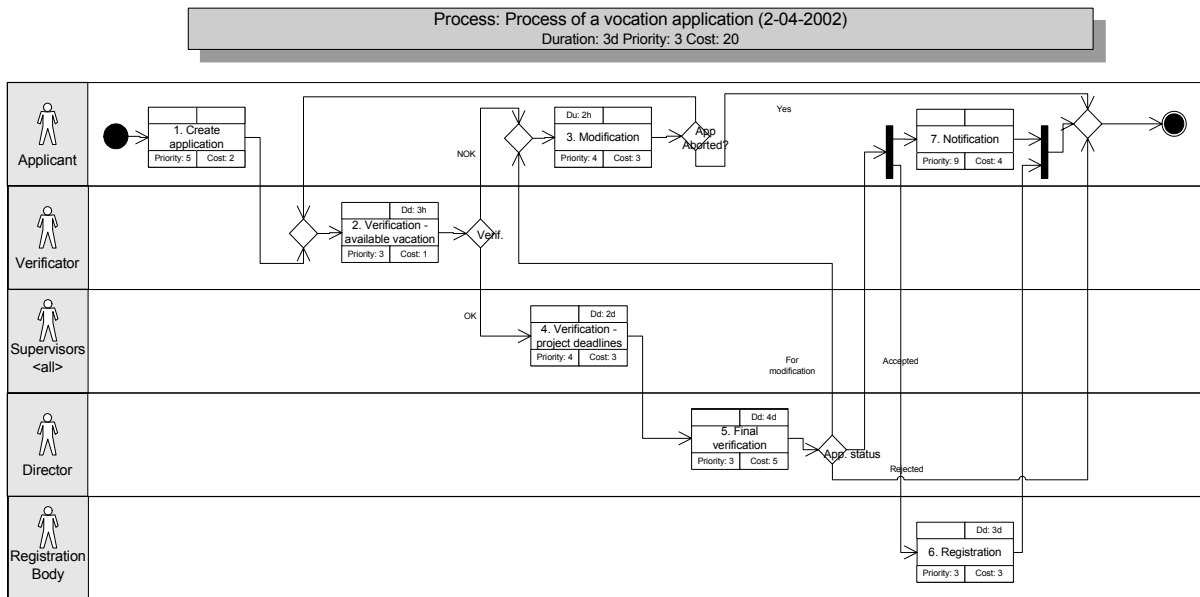 Process: Process of a vocation application (2-04-2002)
Duration: 3d Priority: 3 Cost: 20
Applicant
1. Create
application
Priority: 5
Cost: 2
NOK
Du: 2h
3. Modification
Priority: 4
Cost: 3
App
Aborted?
Yes
7. Notification
Priority: 9
Cost: 4
Verificator
Dd: 3h
2. Verification -
available vacation
Priority: 3
Cost: 1
Verif.
Supervisors
<all>
OK
Dd: 2d
4. Verification -
project deadlines
Priority: 4
Cost: 3
For
modification
Accepted
Director
Dd: 4d
5. Final
verification
Priority: 3
Cost: 5
App. status
Rejected
Registration
Body
Dd: 3d
6. Registration
Priority: 3
Cost: 3